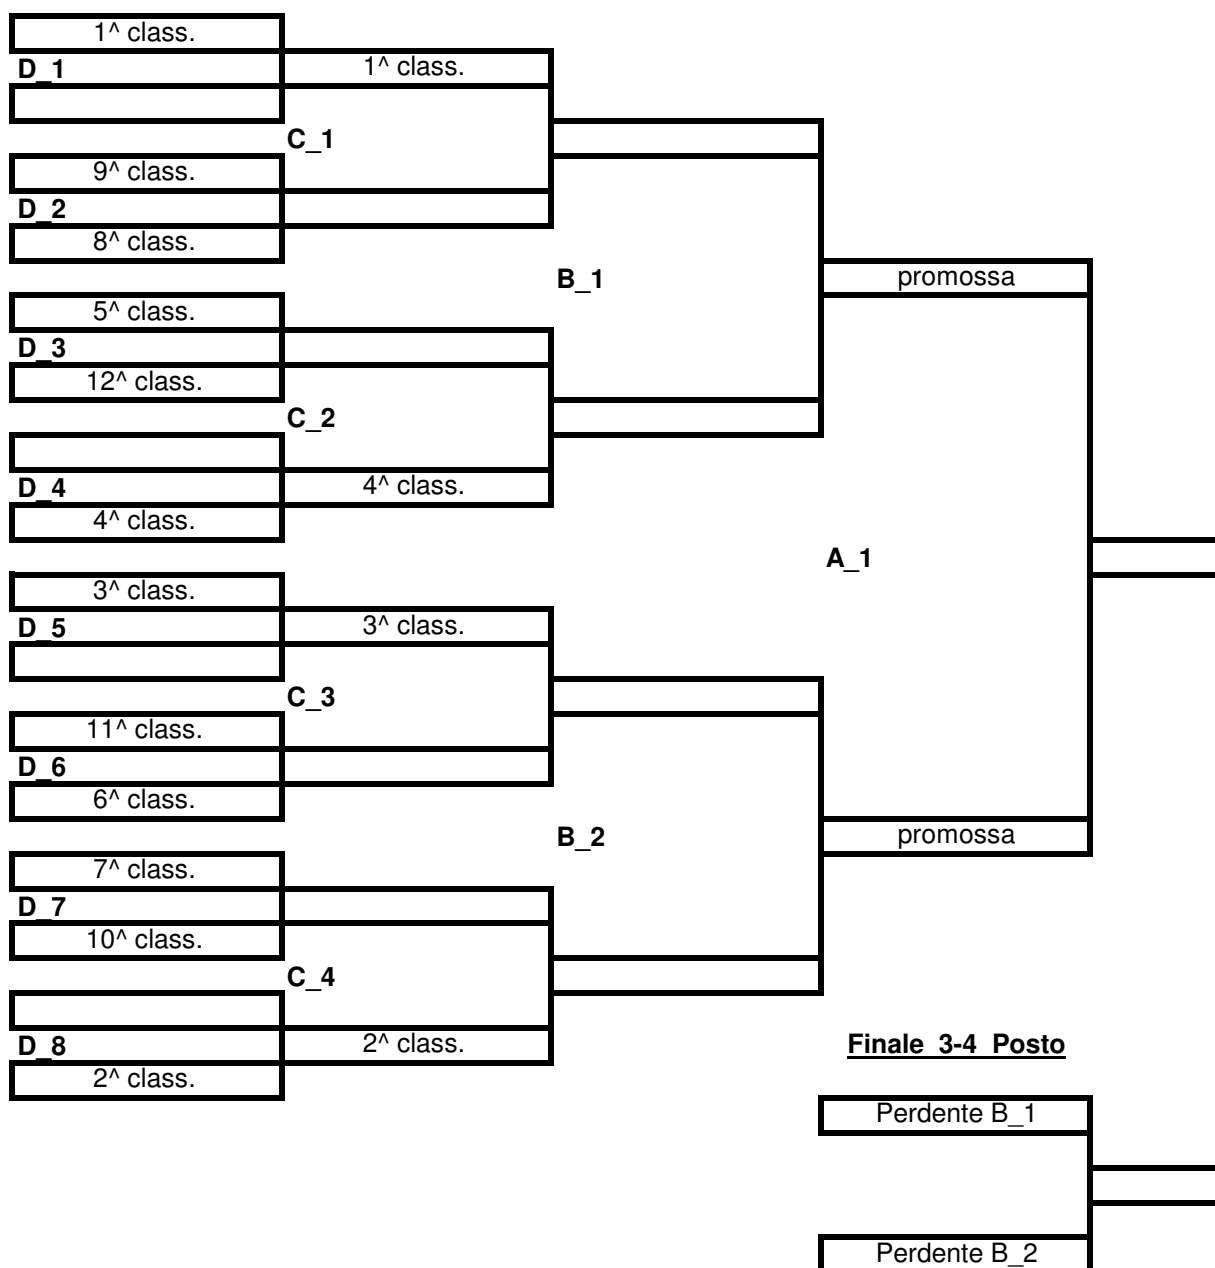 1^ class.
D_1
1^ class.
C_1
9^ class.
D_2
8^ class.
B_1
promossa
5^ class.
D_3
12^ class.
C_2
D_4
4^ class.
4^ class.
A_1
3^ class.
D_5
3^ class.
C_3
11^ class.
D_6
6^ class.
B_2
promossa
7^ class.
D_7
10^ class.
C_4
D_8
2^ class.
2^ class.
Finale 3-4 Posto
Perdente B_1
Perdente B_2